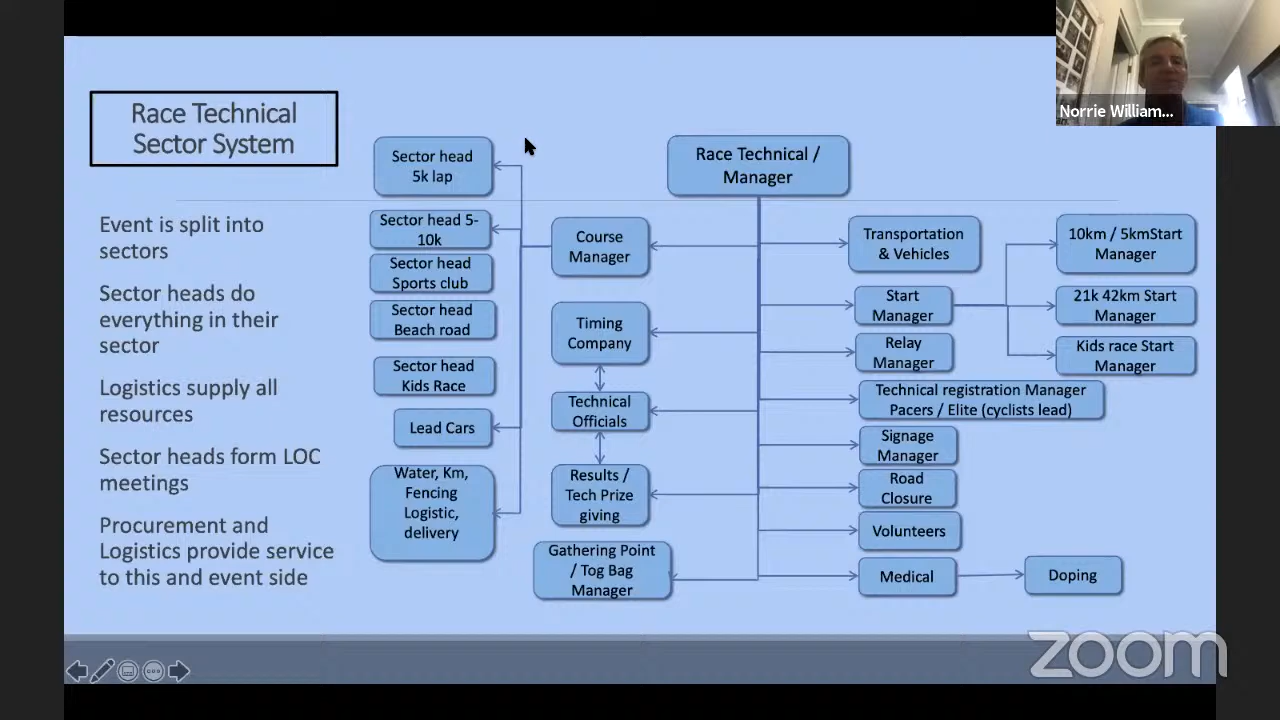 Race Technical
Sector System
Event is split into
sectors
Sector heads do
everything in their
sector
Logistics supply all
resources
Sector heads form LOC
meetings
Procurement and
Logistics provide service
to this and event side
Sector head
5k lap
Sector head 5-
10k
Sector head
Sports club
Sector head
Beach road
Sector head
Kids Race
Lead Cars
Water, Km,
Fencing
Logistic,
delivery
Race Technical /
Manager
Course
Manager
Timing
Company
Technical
Officials
Results /
Tech Prize
giving
Gathering Point
/ Tog Bag
Manager
Transportation
& Vehicles
Start
Manager
Relay
Manager
Technical registration Manager
Pacers / Elite (cyclists lead)
Signage
Manager
Road
Closure
Volunteers
Medical
Doping
10km / 5kmStart
Manager
21k 42km Start
Manager
Kids race Start
Manager
Norrie William...
zoom